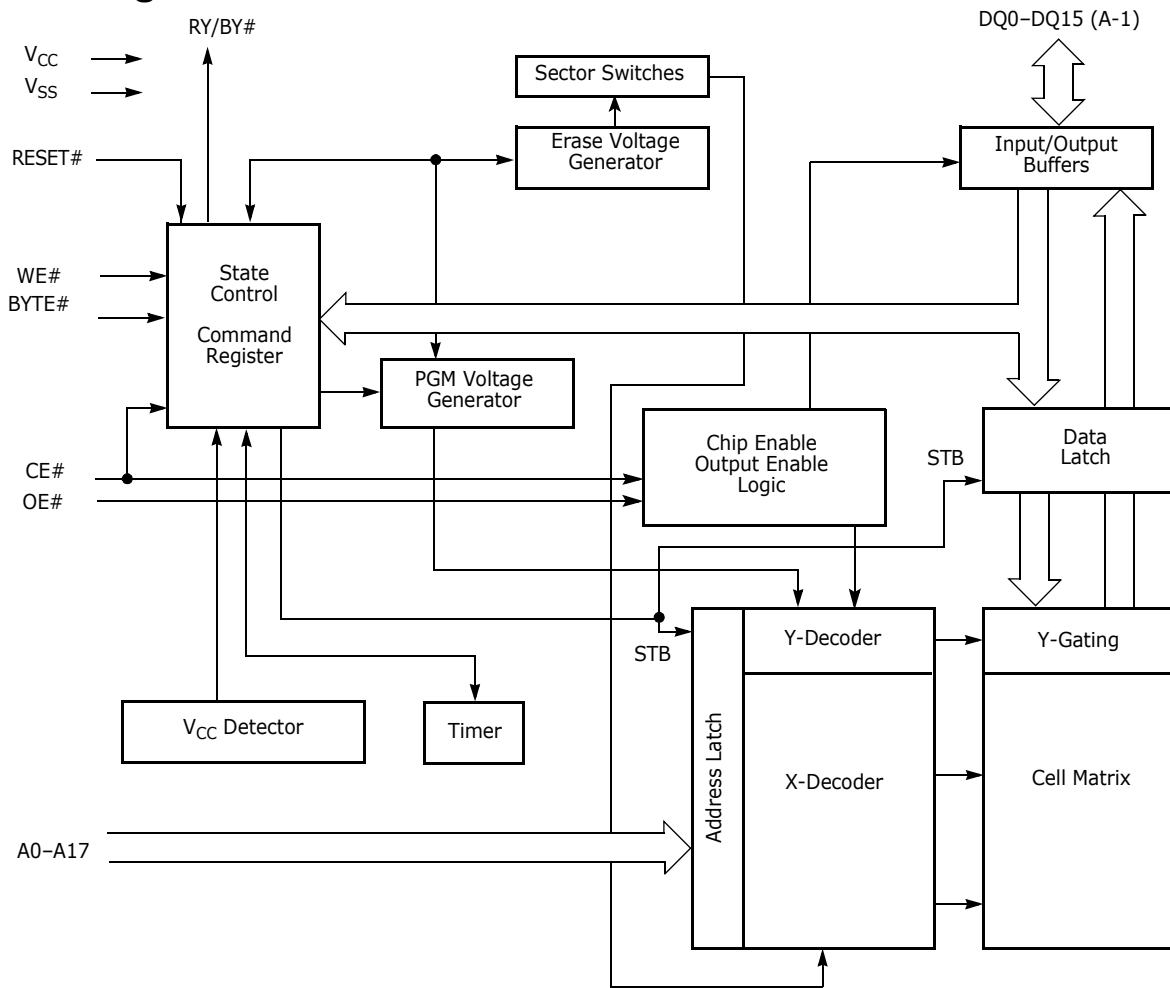 RY/BY#
DQ0–DQ15 (A-1)
VCC
VSS
Sector Switches
Erase Voltage
Generator
Input/Output
Buffers
RESET#
WE#
BYTE#
State
Control
Command
Register
PGM Voltage
Generator
Chip Enable
Output Enable
Logic
Data
Latch
STB
CE#
OE#
STB
Y-Decoder
Y-Gating
VCC Detector
Timer
Address Latch
X-Decoder
Cell Matrix
A0–A17